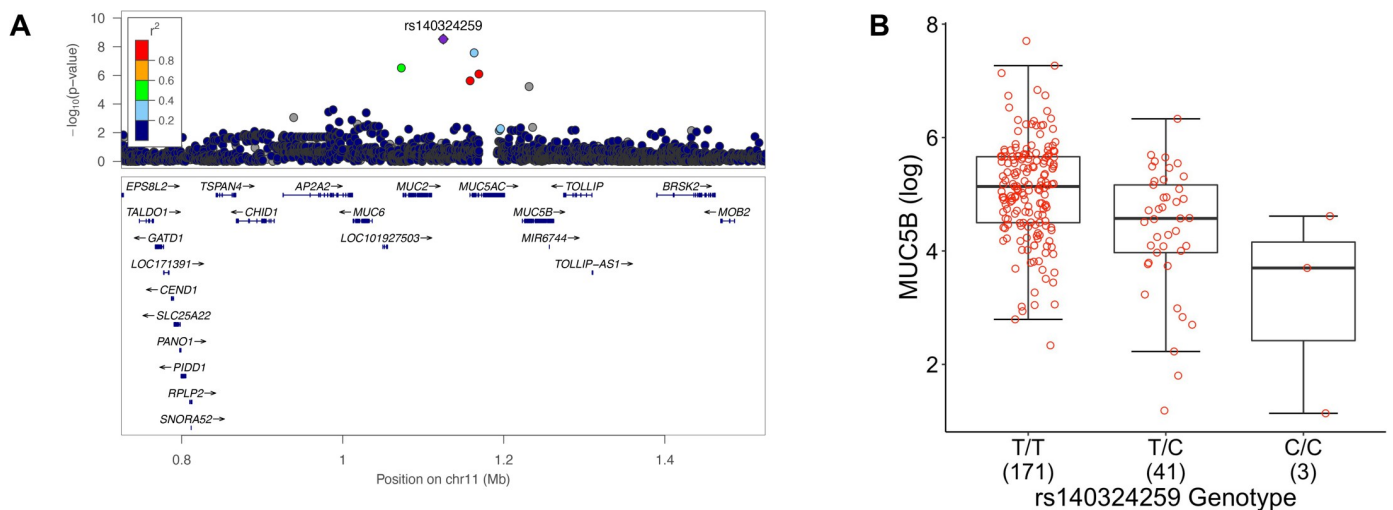 A
10
8
6
4
2
0
−log10(p−value)
r2
0.8
0.6
0.4
0.2
rs140324259
EPS8L2→
TSPAN4→
AP2A2→
MUC2→
MUC5AC→
←TOLLIP
BRSK2→
TALDO1→
←CHID1
←MUC6
MUC5B→
←MOB2
←GATD1
LOC101927503→
MIR6744→
LOC171391→
TOLLIP−AS1→
←CEND1
←SLC25A22
PANO1→
←PIDD1
RPLP2→
SNORA52→
0.8
1
1.2
1.4
Position on chr11 (Mb)
B
8
6
4
2
MUC5B (log)
T/T
T/C
C/C
(171)
(41)
(3)
rs140324259 Genotype